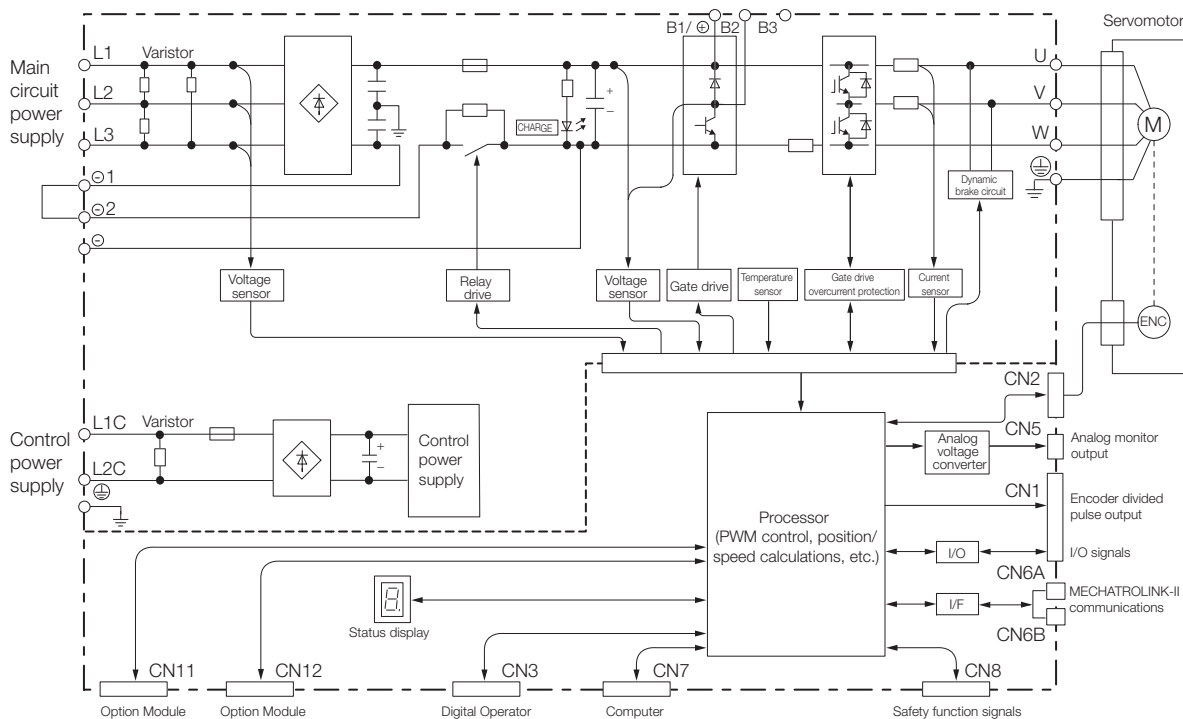 B1/⊕ B2 B3
Servomotor
Main
circuit power
supply
L1
Varistor
L2
L3
⊖1
⊖2
⊖
CHARGE
+
−
U
V
W
M
Dynamic
brake circuit
Voltage
sensor
Relay
drive
Voltage
sensor
Gate drive
Temperature
sensor
Gate drive
overcurrent protection
Current
sensor
ENC
Control
power
supply
L1C
Varistor
L2C
+
−
Control
power
supply
CN2
CN5
Analog
voltage
converter
Analog monitor
output
CN1
Encoder divided
pulse output
Processor
(PWM control, position/
speed calculations, etc.)
I/O
I/O signals
CN6A
I/F
MECHATROLINK-II
communications
CN6B
8.
Status display
CN11
CN12
CN3
CN7
CN8
Option Module
Option Module
Digital Operator
Computer
Safety function signals